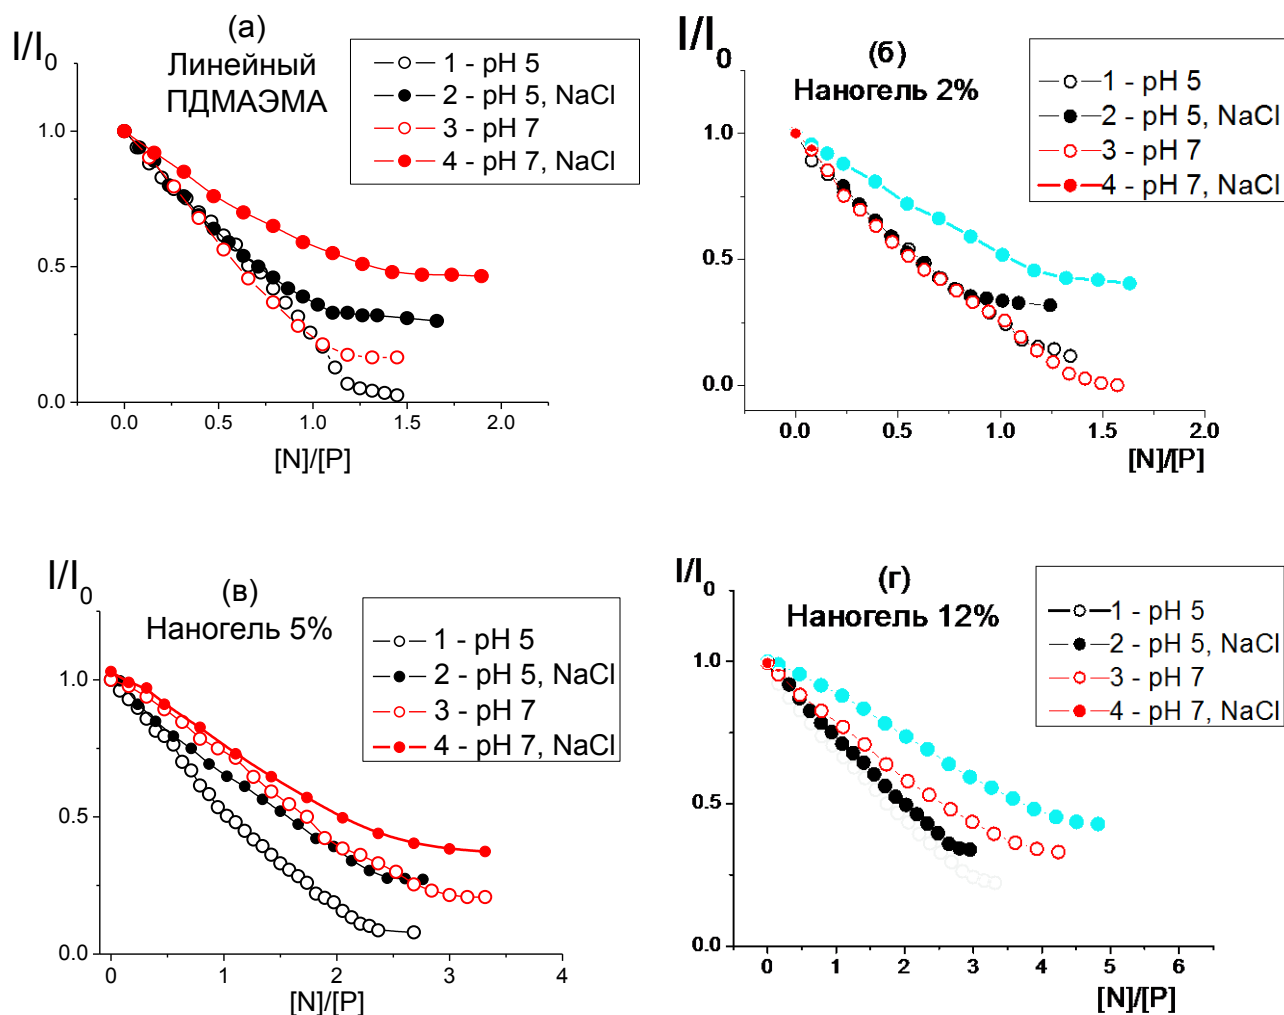 I/I0
(а)
Линейный
ПДМАЭМА
1 - pH 5
2 - pH 5, NaCl
3 - pH 7
4 - pH 7, NaCl
1.0
0.5
0.0
0.0 0.5 1.0 1.5 2.0
[N]/[P]
I/I0
(б)
Наногель 2%
1 - pH 5
2 - pH 5, NaCl
3 - pH 7
4 - pH 7, NaCl
1.0
0.5
0.0
0.0 0.5 1.0 1.5 2.0
[N]/[P]
I/I0
(в)
Наногель 5%
1 - pH 5
2 - pH 5, NaCl
3 - pH 7
4 - pH 7, NaCl
1.0
0.5
0.0
0 1 2 3 4
[N]/[P]
I/I0
(г)
Наногель 12%
1 - pH 5
2 - pH 5, NaCl
3 - pH 7
4 - pH 7, NaCl
1.0
0.5
0.0
0 1 2 3 4 5 6
[N]/[P]